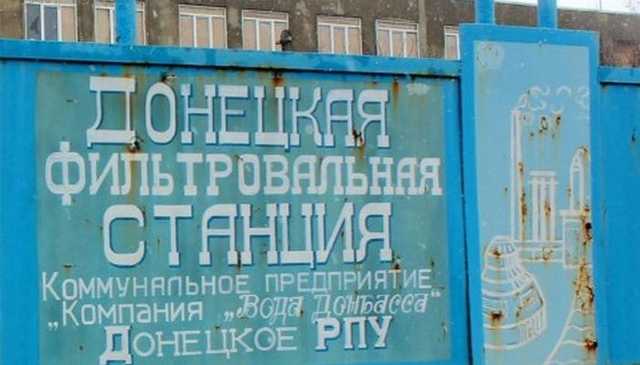 ДОНЕЦКАЯ
ФИЛЬТРОВАЛЬНАЯ
СТАНЦИЯ
КОММУНАЛЬНОЕ ПРЕДПРИЯТИЕ
„КОМПАНИЯ „Вода Донбасса"
ДОНЕЦКОЕ РПУ